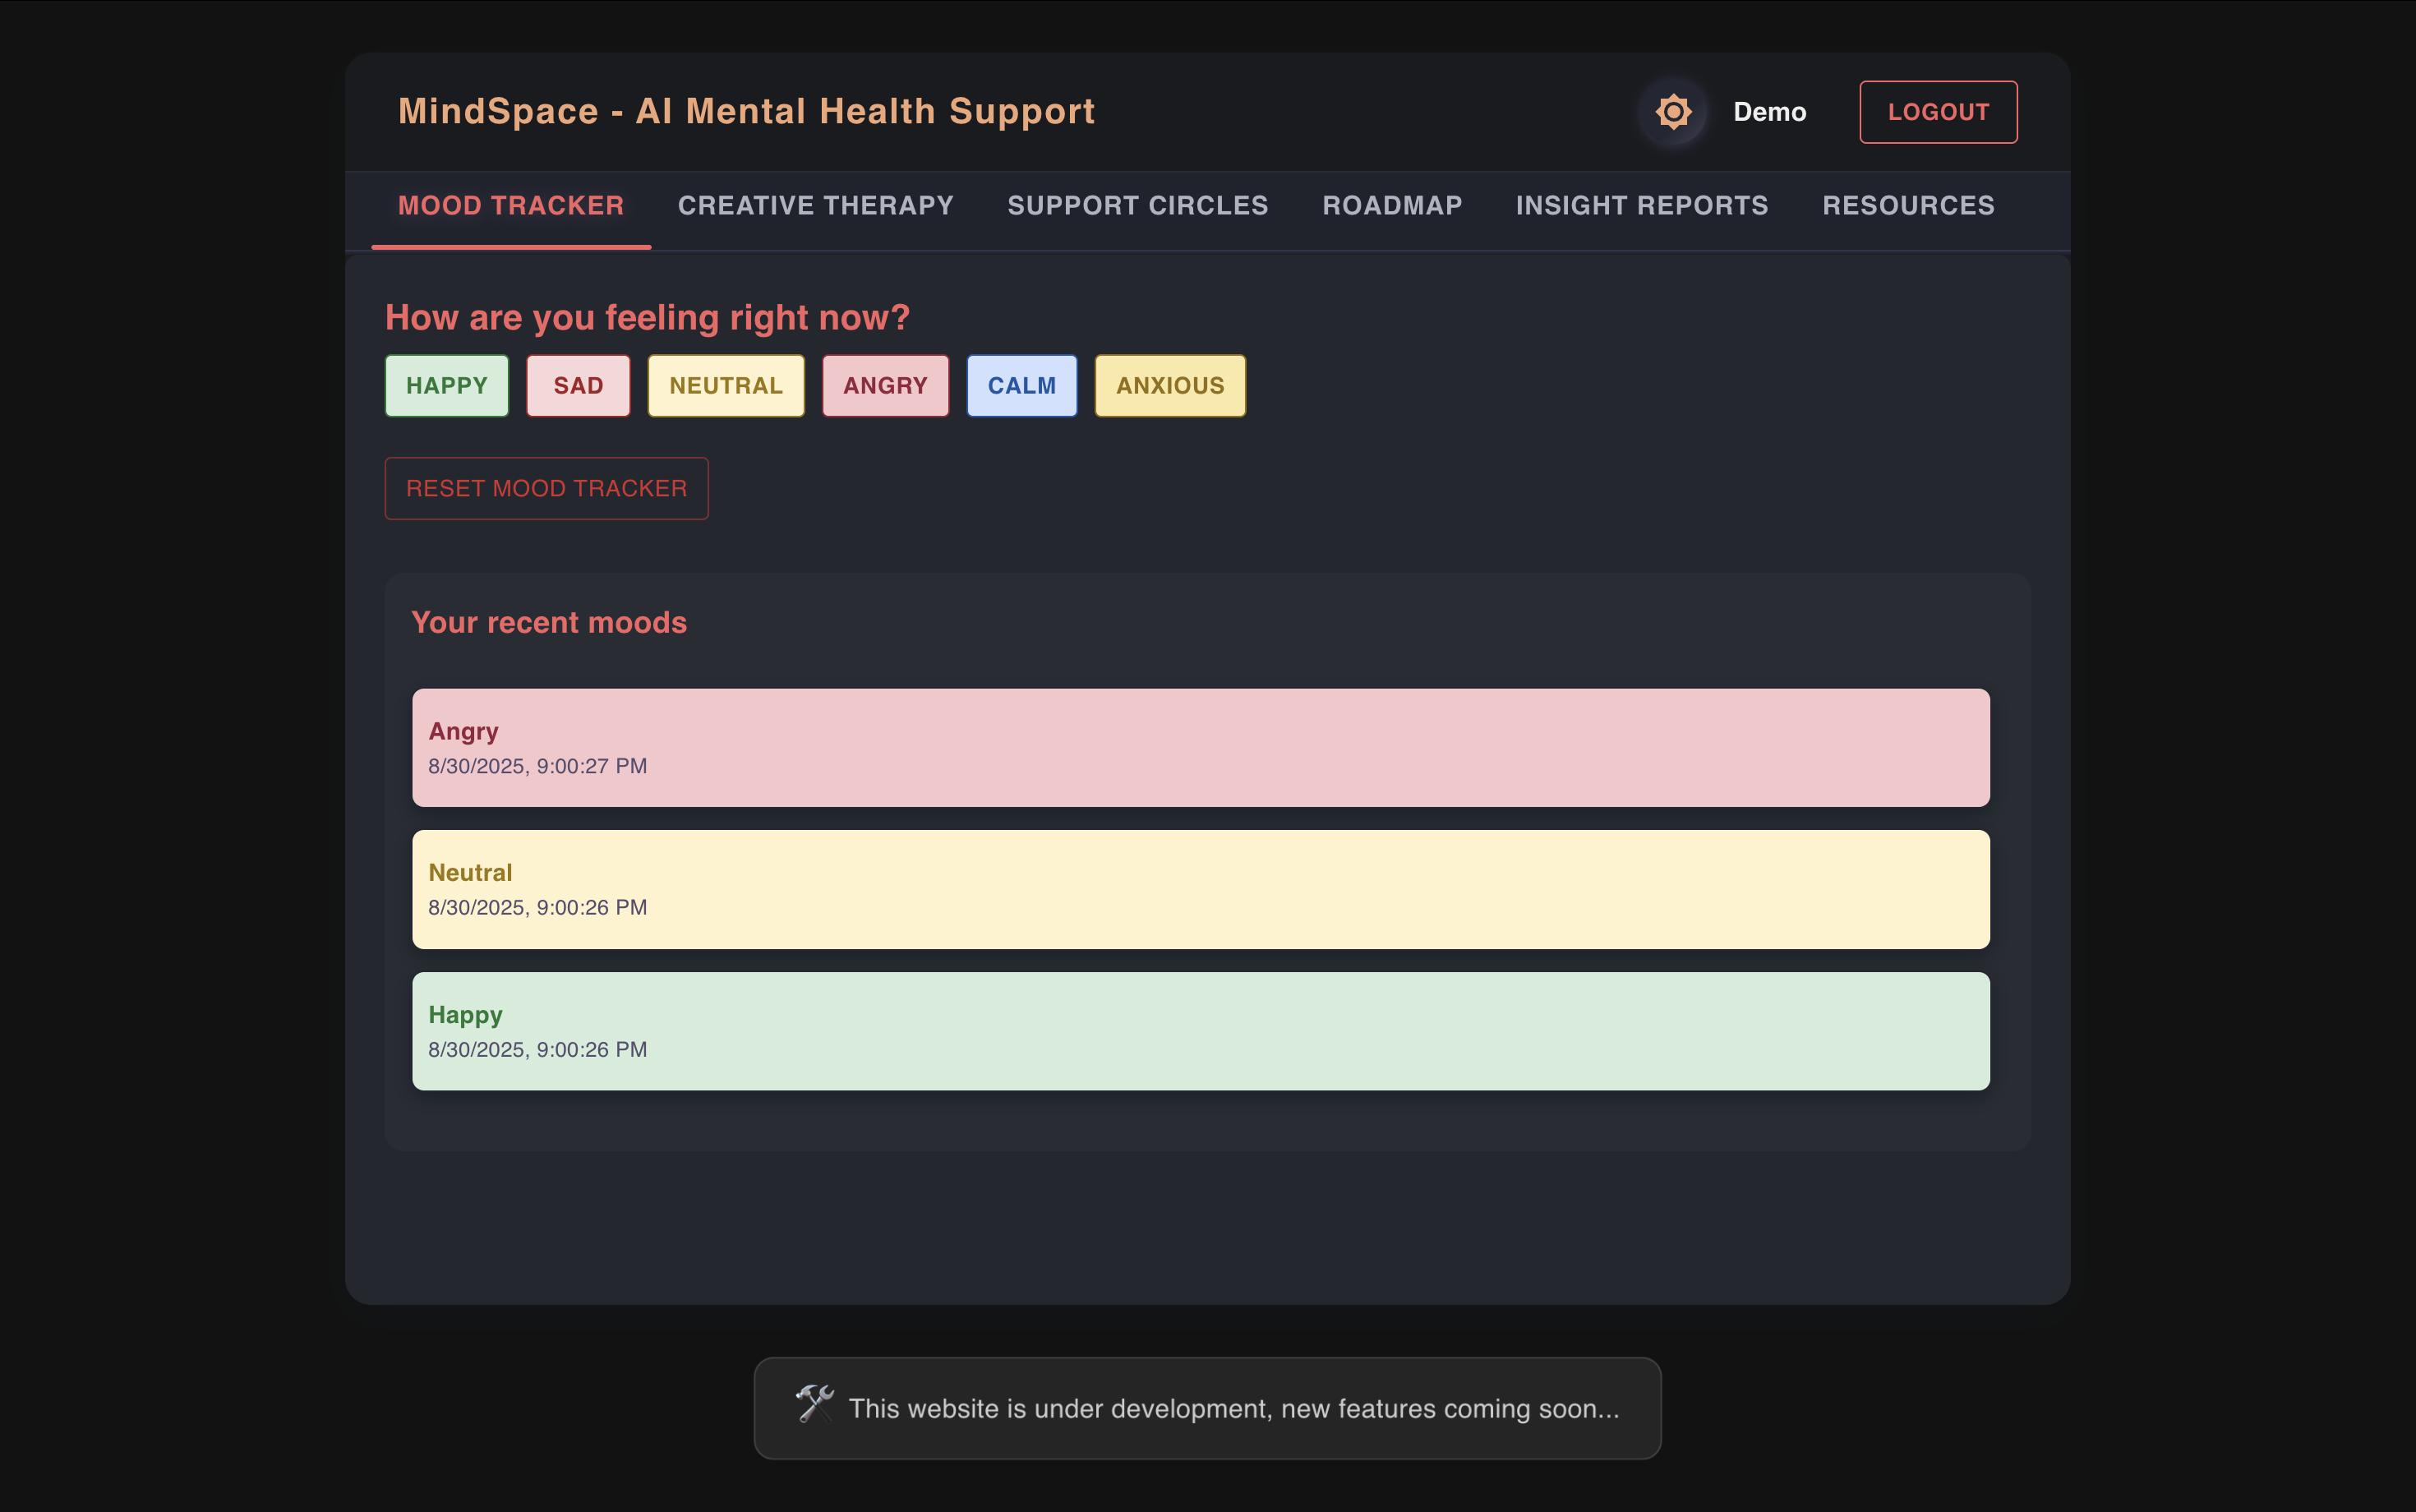 MindSpace - AI Mental Health Support
Demo
LOGOUT
MOOD TRACKER
CREATIVE THERAPY
SUPPORT CIRCLES
ROADMAP
INSIGHT REPORTS
RESOURCES
How are you feeling right now?
HAPPY
SAD
NEUTRAL
ANGRY
CALM
ANXIOUS
RESET MOOD TRACKER
Your recent moods
Angry
8/30/2025, 9:00:27 PM
Neutral
8/30/2025, 9:00:26 PM
Happy
8/30/2025, 9:00:26 PM
This website is under development, new features coming soon...